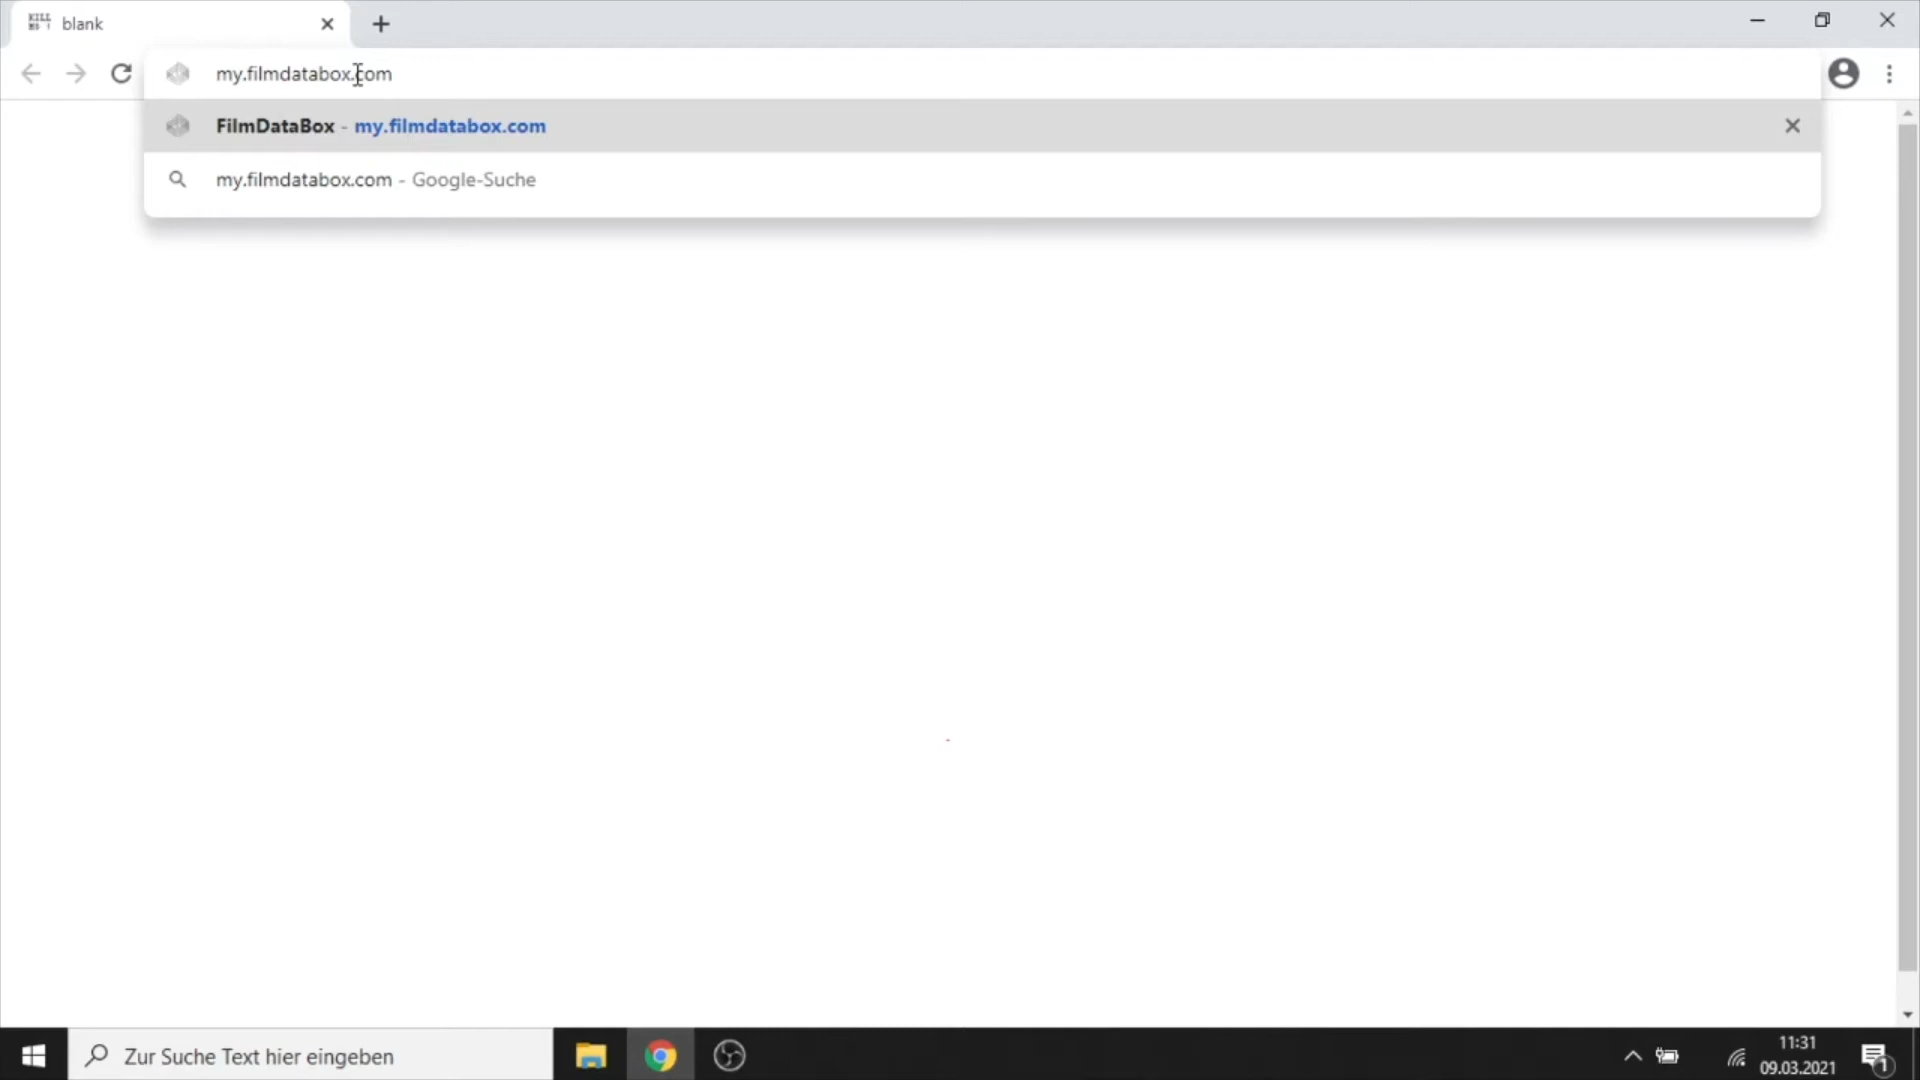 blank
my.filmdatabox.com
FilmDataBox - my.filmdatabox.com
my.filmdatabox.com - Google-Suche
Zur Suche Text hier eingeben
11:31
09.03.2021
1